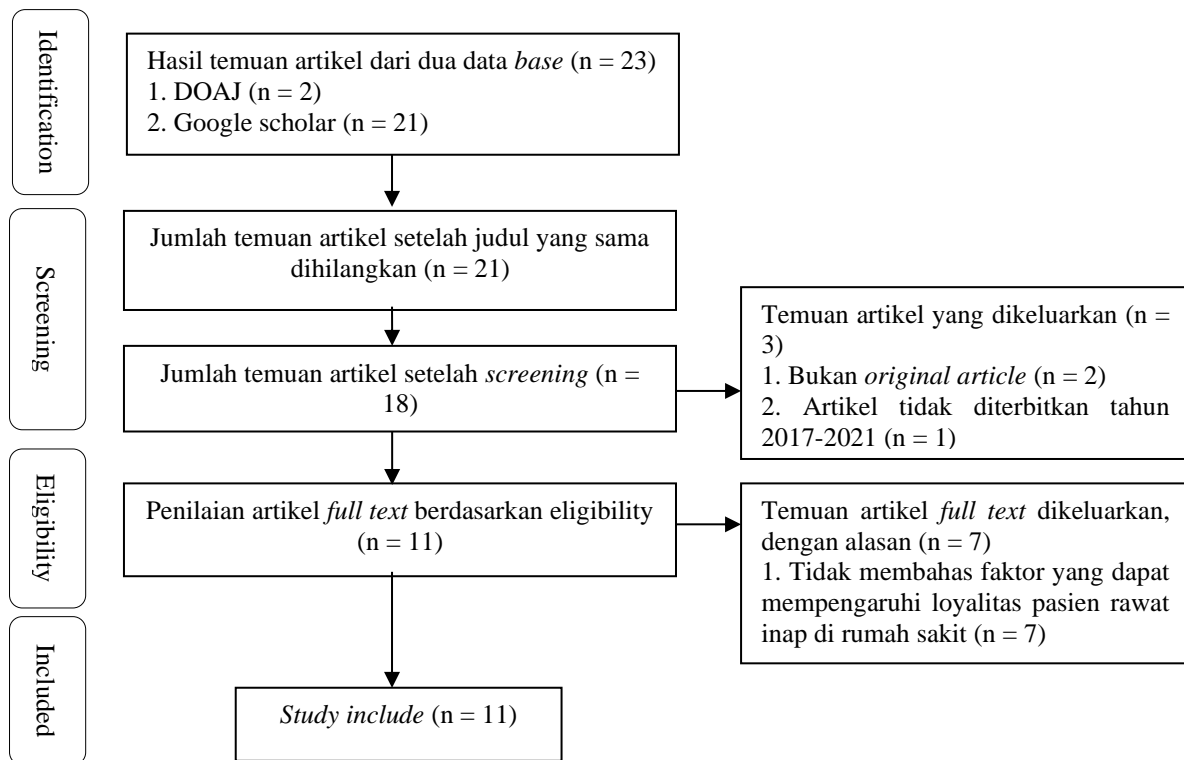 Identification
Hasil temuan artikel dari dua data base (n = 23)
1. DOAJ (n = 2)
2. Google scholar (n = 21)
Screening
Jumlah temuan artikel setelah judul yang sama
dihilangkan (n = 21)
Jumlah temuan artikel setelah screening (n =
18)
Temuan artikel yang dikeluarkan (n =
3)
1. Bukan original article (n = 2)
2. Artikel tidak diterbitkan tahun
2017-2021 (n = 1)
Eligibility
Penilaian artikel full text berdasarkan eligibility
(n = 11)
Temuan artikel full text dikeluarkan,
dengan alasan (n = 7)
1. Tidak membahas faktor yang dapat
mempengaruhi loyalitas pasien rawat
inap di rumah sakit (n = 7)
Included
Study include (n = 11)